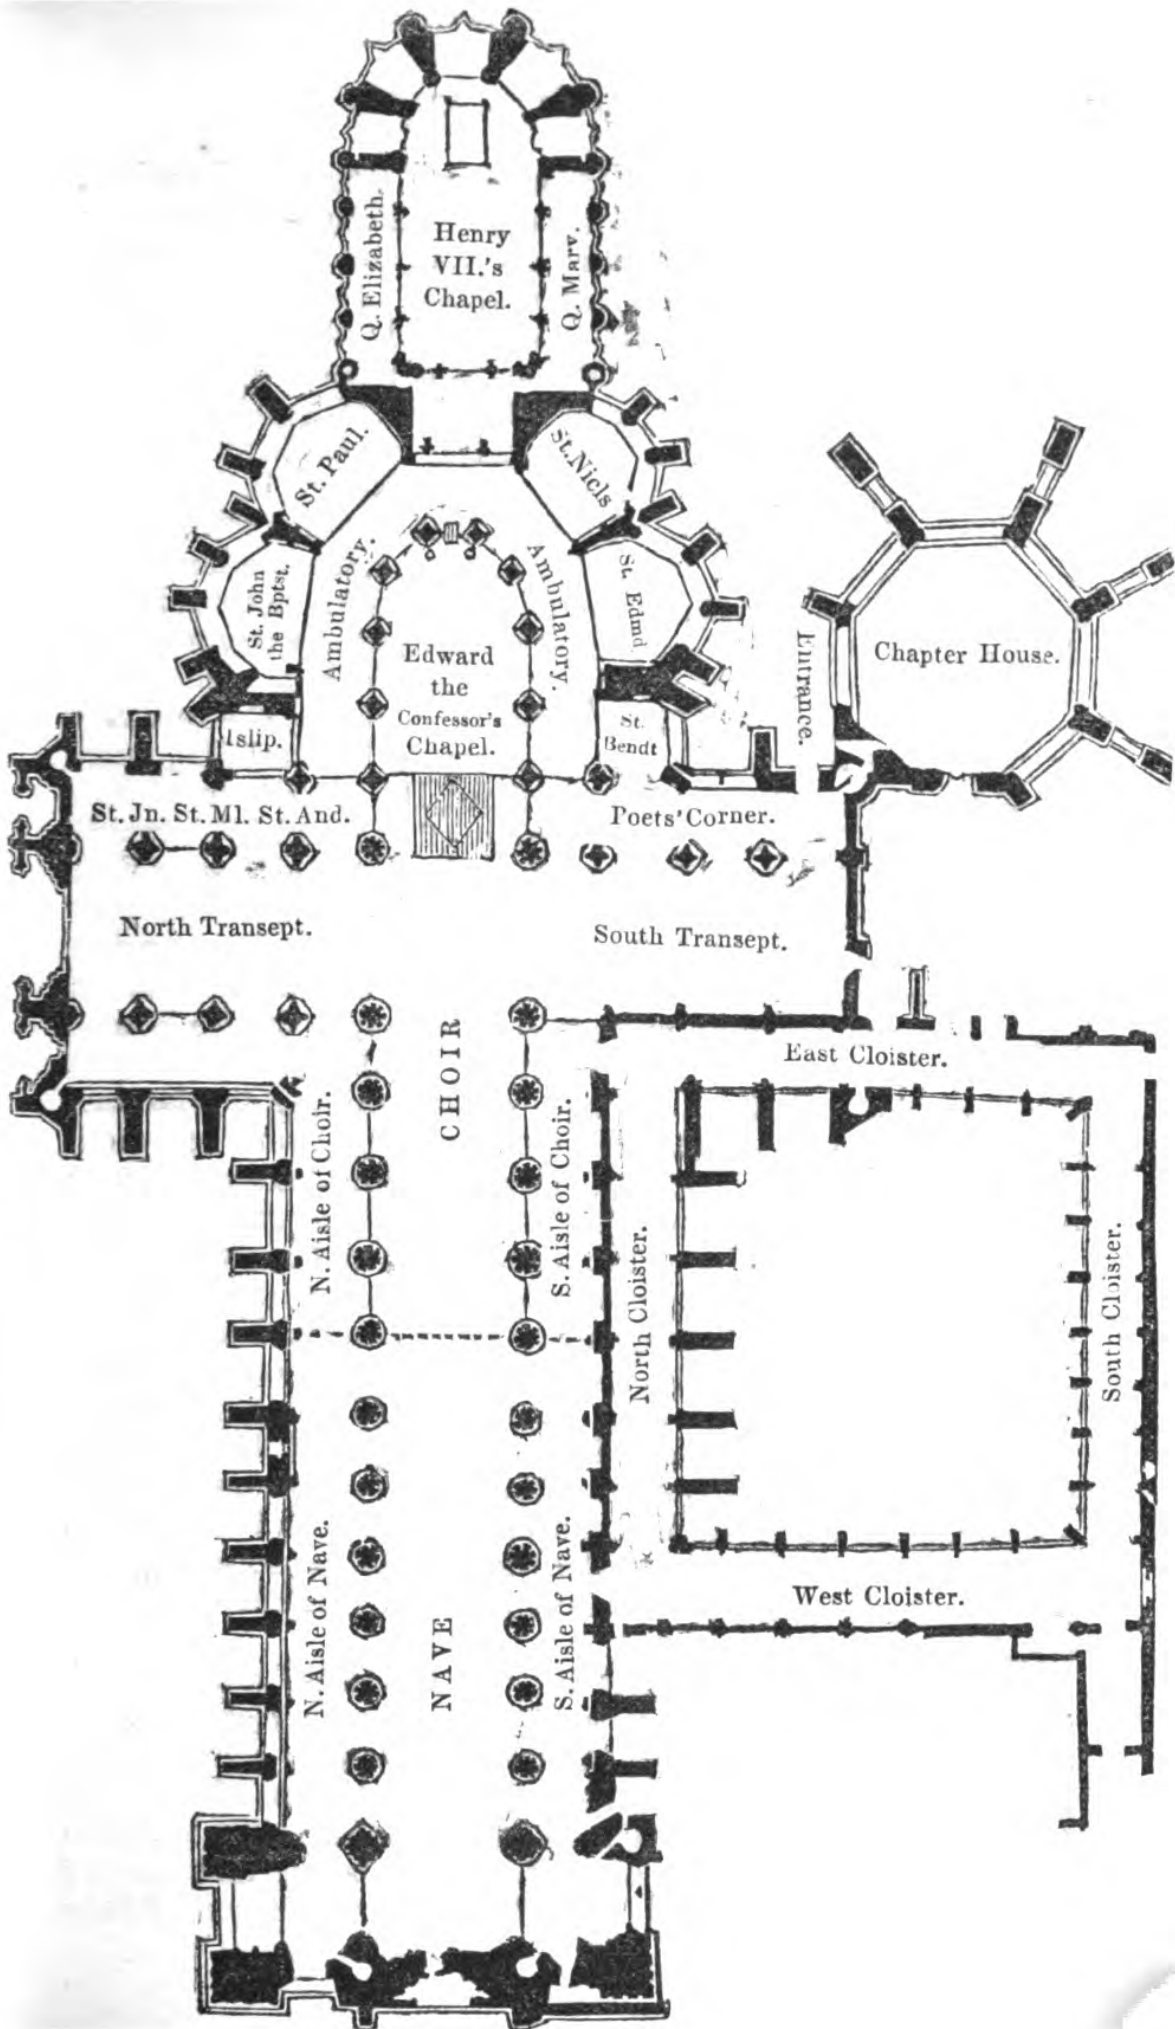 Henry
VII.'s
Chapel.
Q. Elizabeth.
Q. Mary.
St. Paul.
St. Nicls
Ambulatory.
Ambulatory.
St. John
the Bptst.
St. Edmd
Edward
the
Confessor's
Chapel.
Entrance.
Chapter House.
Islip.
St.
Bendt
St. Jn. St. Ml. St. And.
Poets' Corner.
North Transept.
South Transept.
CHOIR
East Cloister.
N. Aisle of Choir.
S. Aisle of Choir.
North Cloister.
South Cloister.
N. Aisle of Nave.
NAVE
S. Aisle of Nave.
West Cloister.